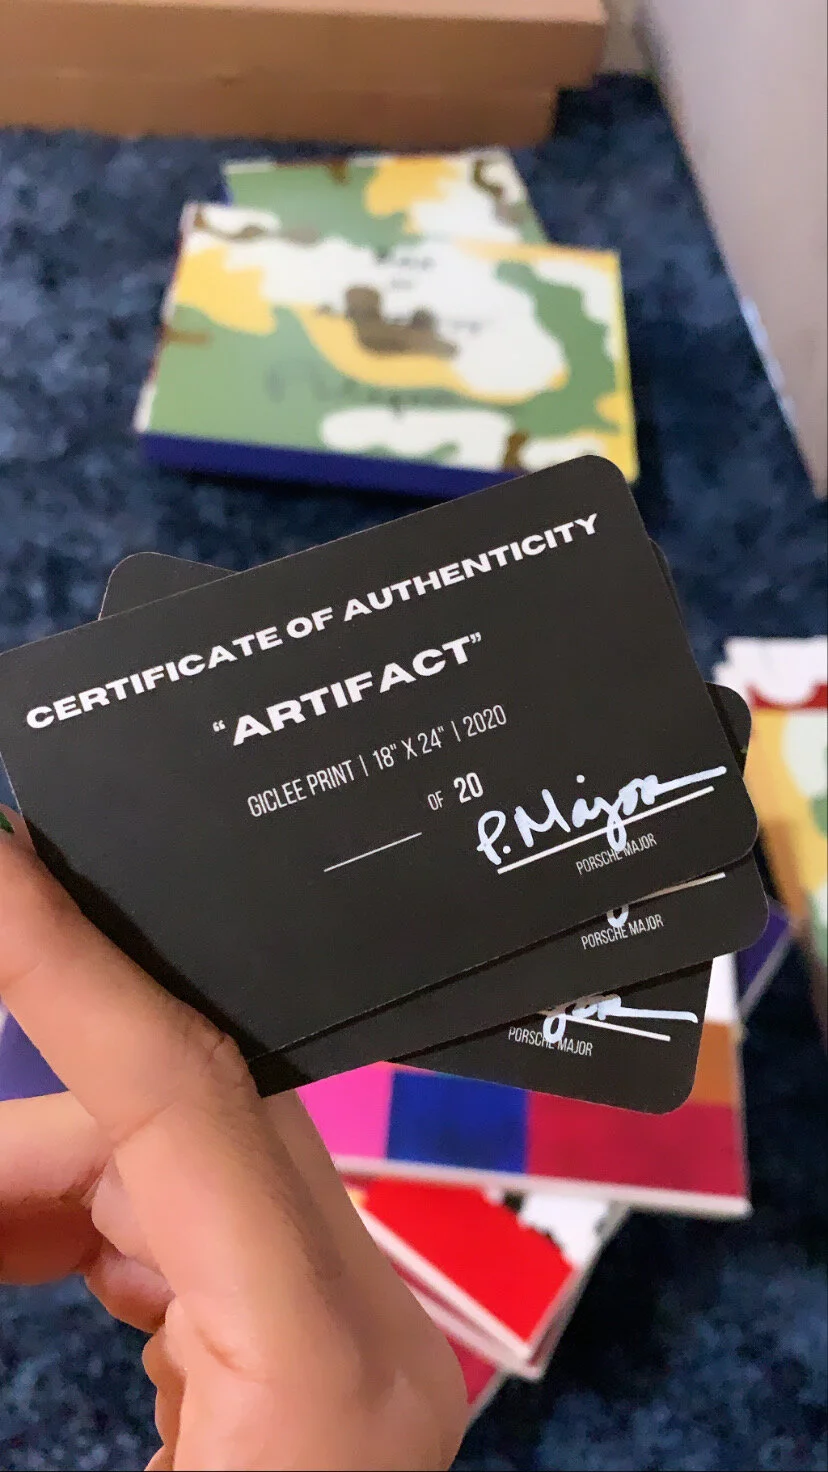 CERTIFICATE OF AUTHENTICITY
“ARTIFACT”
GICLEE PRINT | 18" X 24" | 2020
OF 20
P. Major
PORSCHE MAJOR
PORSCHE MAJOR
PORSCHE MAJOR